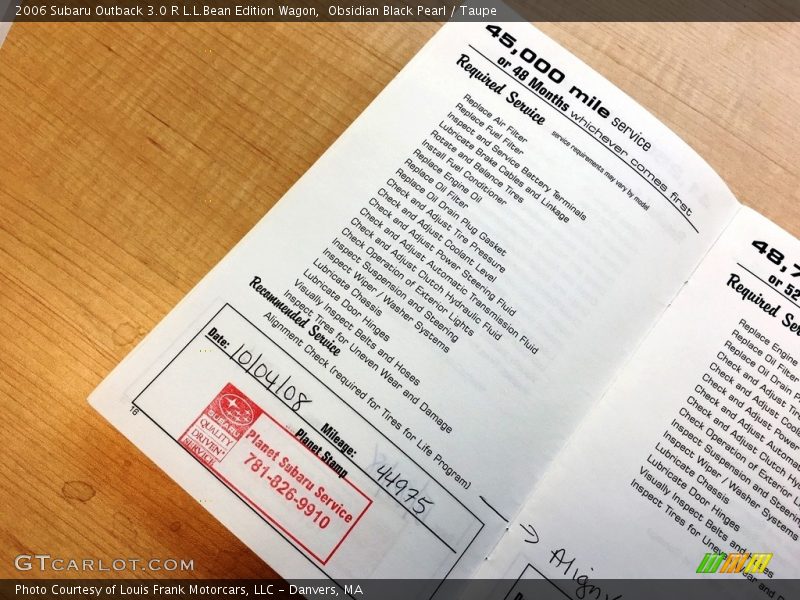 2006 Subaru Outback 3.0 R L.L.Bean Edition Wagon,  Obsidian Black Pearl / Taupe
45,000 mile service
or 48 Months whichever comes first
Required Service
service requirements may vary by model
Replace Air Filter
Replace Fuel Filter
Inspect and Service Battery Terminals
Lubricate Brake Cables and Linkage
Rotate and Balance Tires
Install Fuel Conditioner
Replace Engine Oil
Replace Oil Filter
Replace Oil Drain Plug Gasket
Check and Adjust Tire Pressure
Check and Adjust Coolant Level
Check and Adjust Power Steering Fluid
Check and Adjust Automatic Transmission Fluid
Check and Adjust Clutch Hydraulic Fluid
Check Operation of Exterior Lights
Inspect Suspension and Steering
Inspect Wiper / Washer Systems
Lubricate Chassis
Lubricate Door Hinges
Visually Inspect Belts and Hoses
Inspect Tires for Uneven Wear and Damage
Recommended Service
Alignment Check (required for Tires for Life Program)
Date: 10/04/08
Mileage: 44975
Planet Stamp
SUBARU
QUALITY
DRIVEN
SERVICE
Planet Subaru Service
781-826-9910
18
48,7
or 52
Required Ser
Replace Engine
Replace Oil Filter
Replace Oil Drain P
Check and Adjust Tire
Check and Adjust Coola
Check and Adjust Power
Check and Adjust Automa
Check and Adjust Clutch Hy
Check Operation of Exterior L
Inspect Suspension and Steering
Inspect Wiper / Washer Systems
Lubricate Chassis
Lubricate Door Hinges
Visually Inspect Belts and
Inspect Tires for Uneve
Align
GTCARLOT.COM
Photo Courtesy of Louis Frank Motorcars, LLC - Danvers, MA